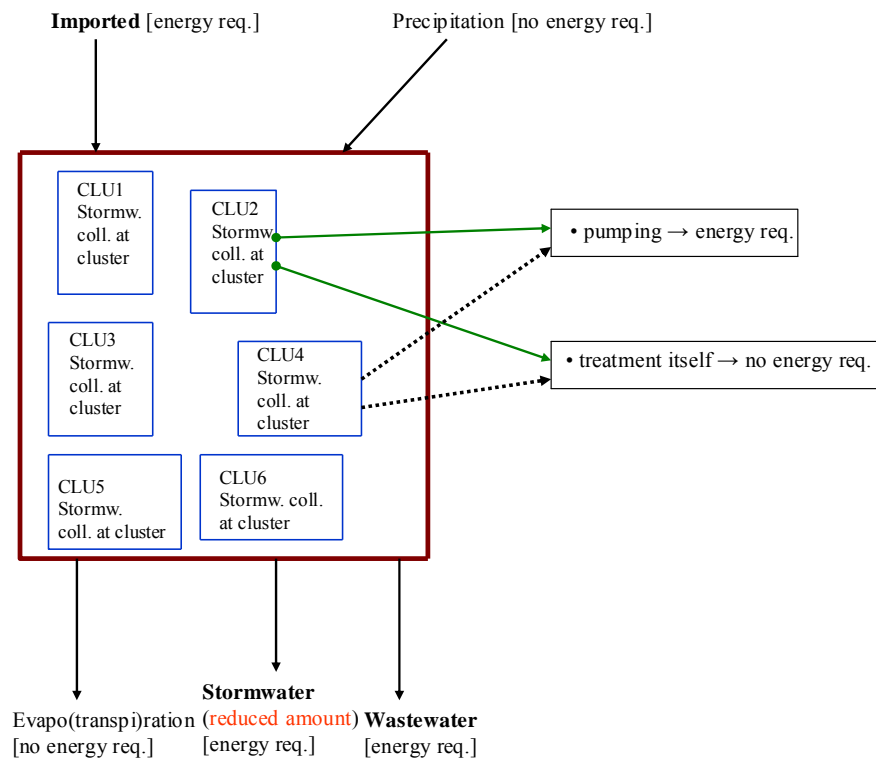 Imported [energy req.]
Precipitation [no energy req.]
CLU1
Stormw.
coll. at
cluster
CLU2
Stormw.
coll. at
cluster
• pumping → energy req.
CLU3
Stormw.
coll. at
cluster
CLU4
Stormw.
coll. at
cluster
• treatment itself → no energy req.
CLU5
Stormw.
coll. at cluster
CLU6
Stormw. coll.
at cluster
Evapo(transpi)ration
[no energy req.]
Stormwater
(reduced amount)
[energy req.]
Wastewater
[energy req.]